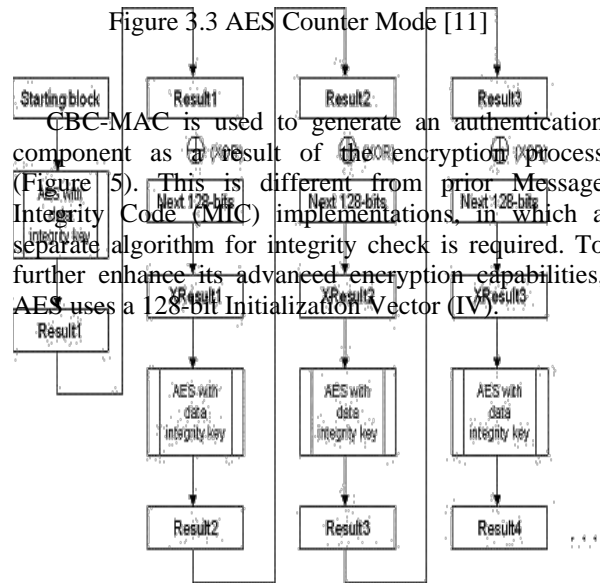 Figure 3.3 AES Counter Mode [11]
Starting block
Result1
Result2
Result3
CBC-MAC is used to generate an authentication
component as a result of the encryption process
(Figure 5). This is different from prior Message
Integrity Code (MIC) implementations, in which a
separate algorithm for integrity check is required. To
further enhance its advanced encryption capabilities,
AES uses a 128-bit Initialization Vector (IV).
(XOR)
(XOR)
(XOR)
AES with
integrity key
Next 128-bits
Next 128-bits
Next 128-bits
XResult1
XResult2
XResult3
Result1
AES with
data
integrity key
AES with
data
integrity key
AES with
data
integrity key
Result2
Result3
Result4
....